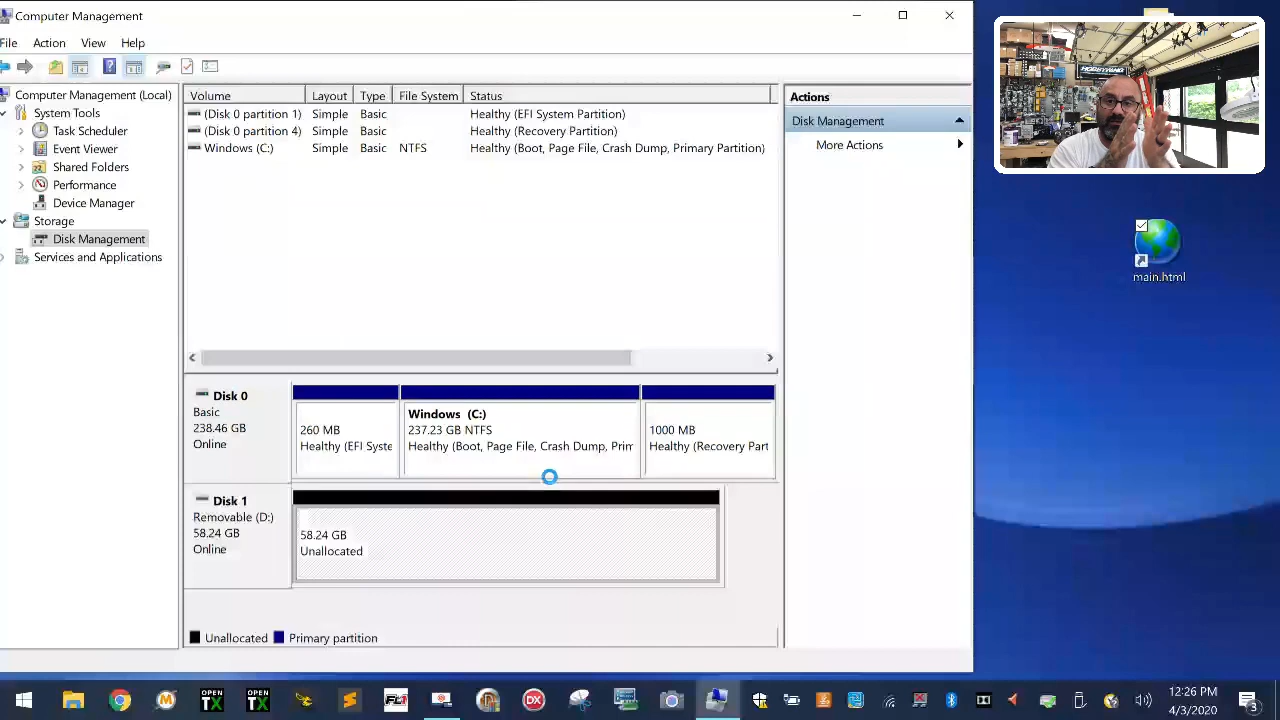 Computer Management
File Action View Help
Computer Management (Local)
System Tools
Task Scheduler
Event Viewer
Shared Folders
Performance
Device Manager
Storage
Disk Management
Services and Applications
Volume Layout Type File System Status
(Disk 0 partition 1) Simple Basic Healthy (EFI System Partition)
(Disk 0 partition 4) Simple Basic Healthy (Recovery Partition)
Windows (C:) Simple Basic NTFS Healthy (Boot, Page File, Crash Dump, Primary Partition)
Disk 0
Basic
238.46 GB
Online
260 MB
Healthy (EFI Syste
Windows (C:)
237.23 GB NTFS
Healthy (Boot, Page File, Crash Dump, Prim
1000 MB
Healthy (Recovery Part
Disk 1
Removable (D:)
58.24 GB
Online
58.24 GB
Unallocated
Unallocated Primary partition
Actions
Disk Management
More Actions
main.html
OPEN TX
OPEN TX
DX
12:26 PM
4/3/2020
3